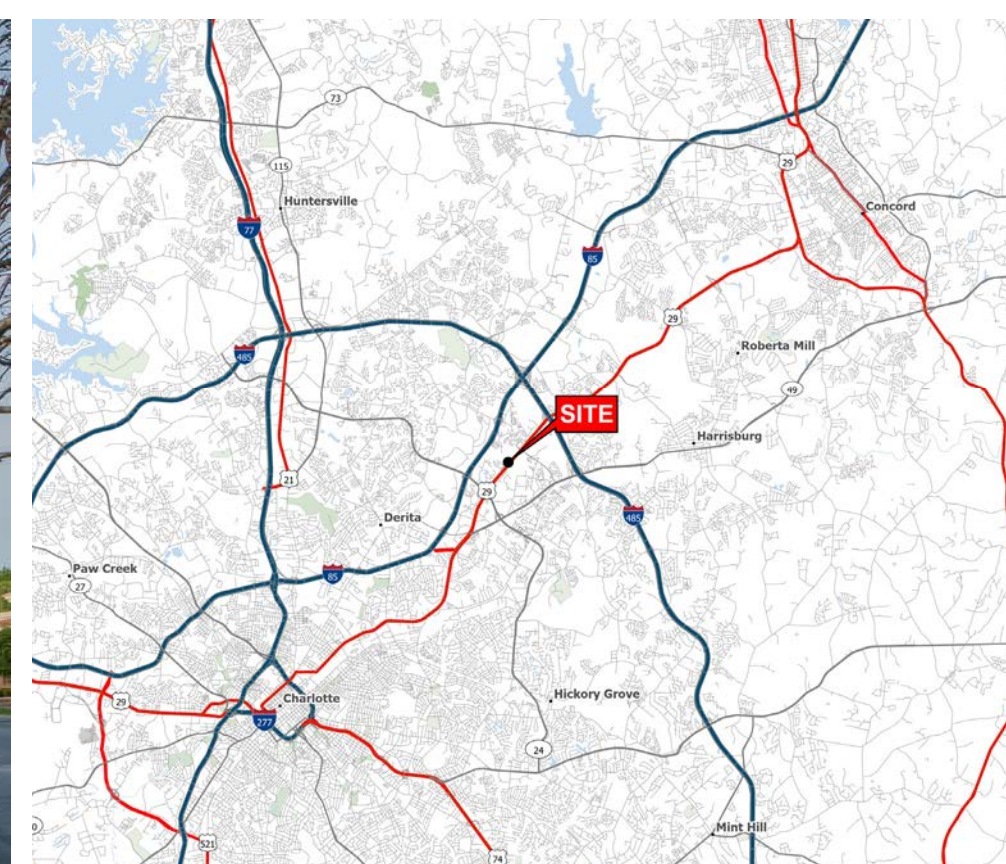 73
29
115
Concord
Huntersville
77
85
29
Roberta Mill
485
49
SITE
Harrisburg
21
29
Derita
485
Paw Creek
85
27
Hickory Grove
29
Charlotte
277
24
Mint Hill
521
74